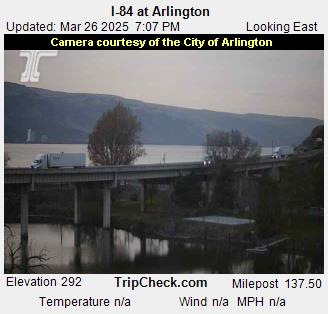 I-84 at Arlington
Updated: Mar 26 2025 7:07 PM Looking East
Camera courtesy of the City of Arlington
Elevation 292 TripCheck.com Milepost 137.50
Temperature n/a Wind n/a MPH n/a